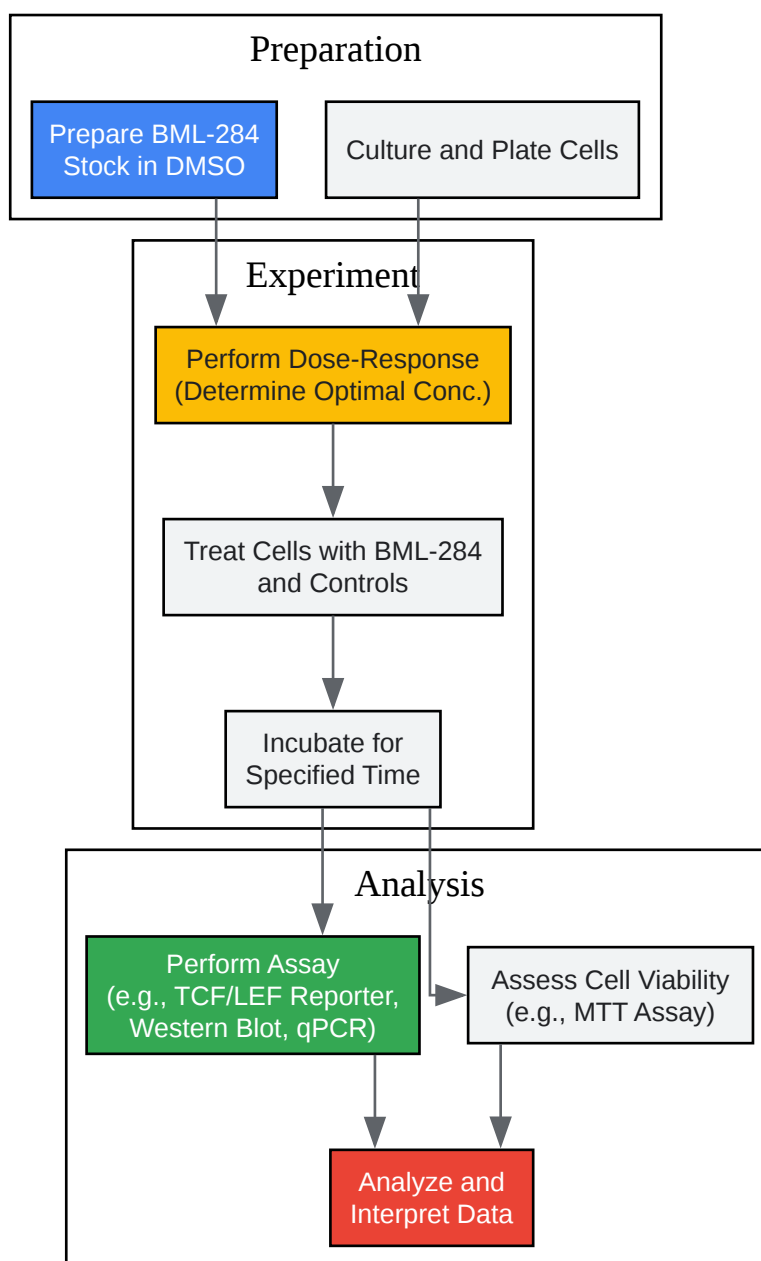 Preparation
Prepare BML-284
Stock in DMSO
Culture and Plate Cells
Experiment
Perform Dose-Response
(Determine Optimal Conc.)
Treat Cells with BML-284
and Controls
Incubate for
Specified Time
Analysis
Perform Assay
(e.g., TCF/LEF Reporter,
Western Blot, qPCR)
Assess Cell Viability
(e.g., MTT Assay)
Analyze and
Interpret Data